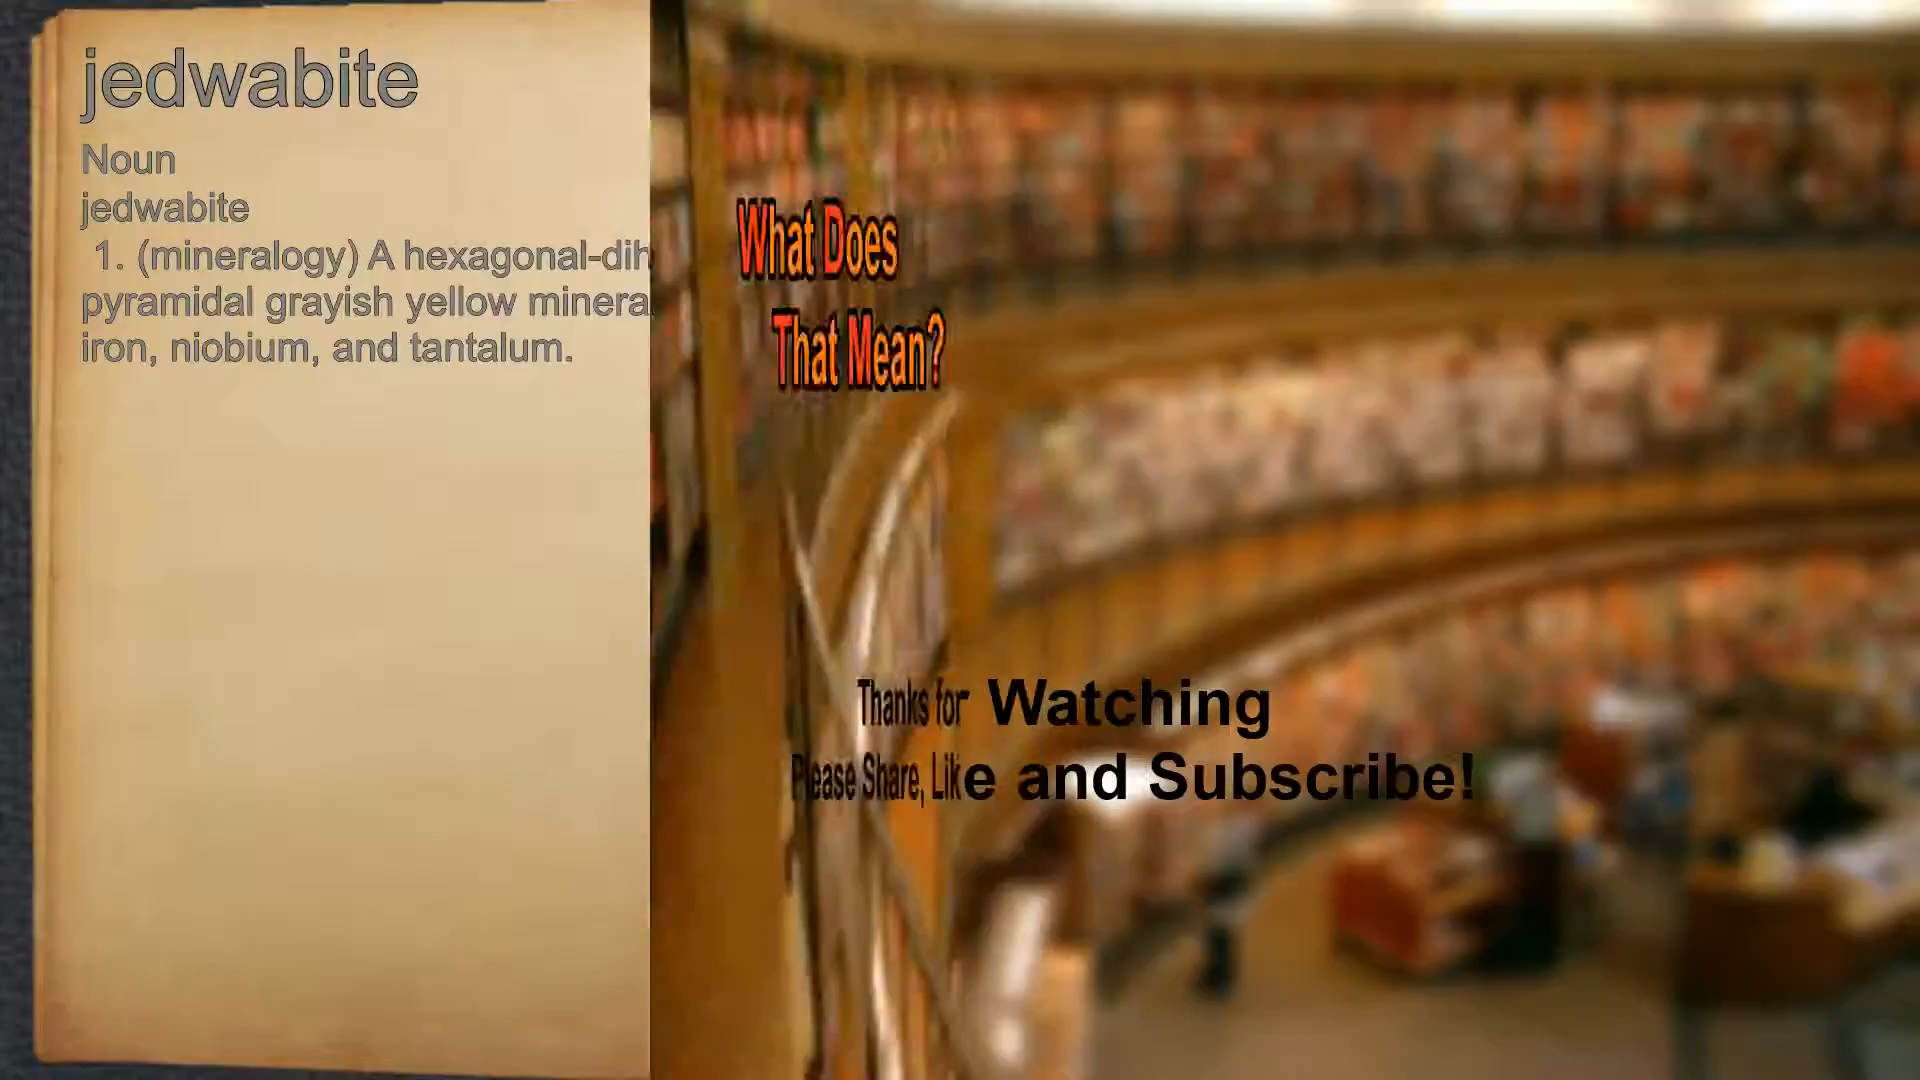 jedwabite
Noun
jedwabite
1. (mineralogy) A hexagonal-dih
pyramidal grayish yellow minera
iron, niobium, and tantalum.
What Does
That Mean?
Thanks for Watching
Please Share, Like and Subscribe!